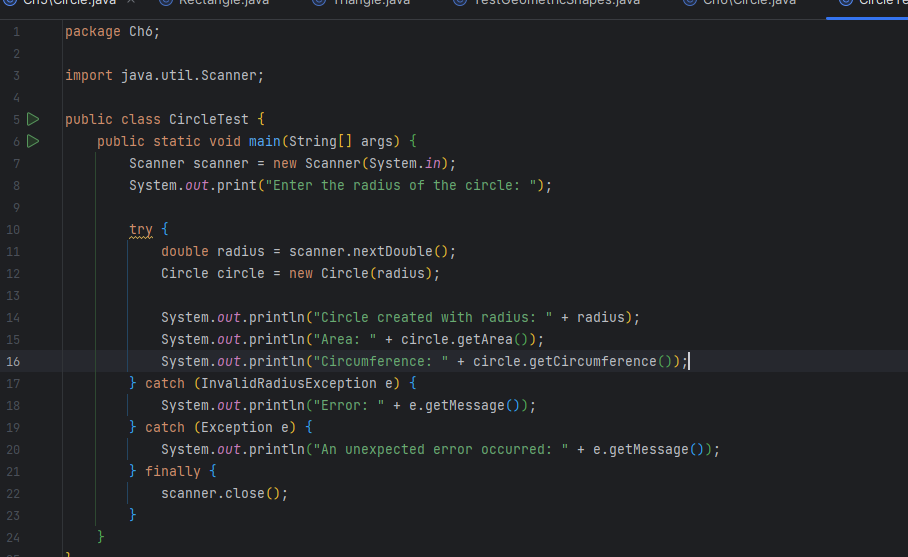 Ch5\Circle.java Rectangle.java Triangle.java TestGeometricShapes.java Ch6\Circle.java CircleTe
1 package Ch6;
2
3 import java.util.Scanner;
4
5 public class CircleTest {
6 public static void main(String[] args) {
7 Scanner scanner = new Scanner(System.in);
8 System.out.print("Enter the radius of the circle: ");
9
10 try {
11 double radius = scanner.nextDouble();
12 Circle circle = new Circle(radius);
13
14 System.out.println("Circle created with radius: " + radius);
15 System.out.println("Area: " + circle.getArea());
16 System.out.println("Circumference: " + circle.getCircumference());
17 } catch (InvalidRadiusException e) {
18 System.out.println("Error: " + e.getMessage());
19 } catch (Exception e) {
20 System.out.println("An unexpected error occurred: " + e.getMessage());
21 } finally {
22 scanner.close();
23 }
24 }
25 }